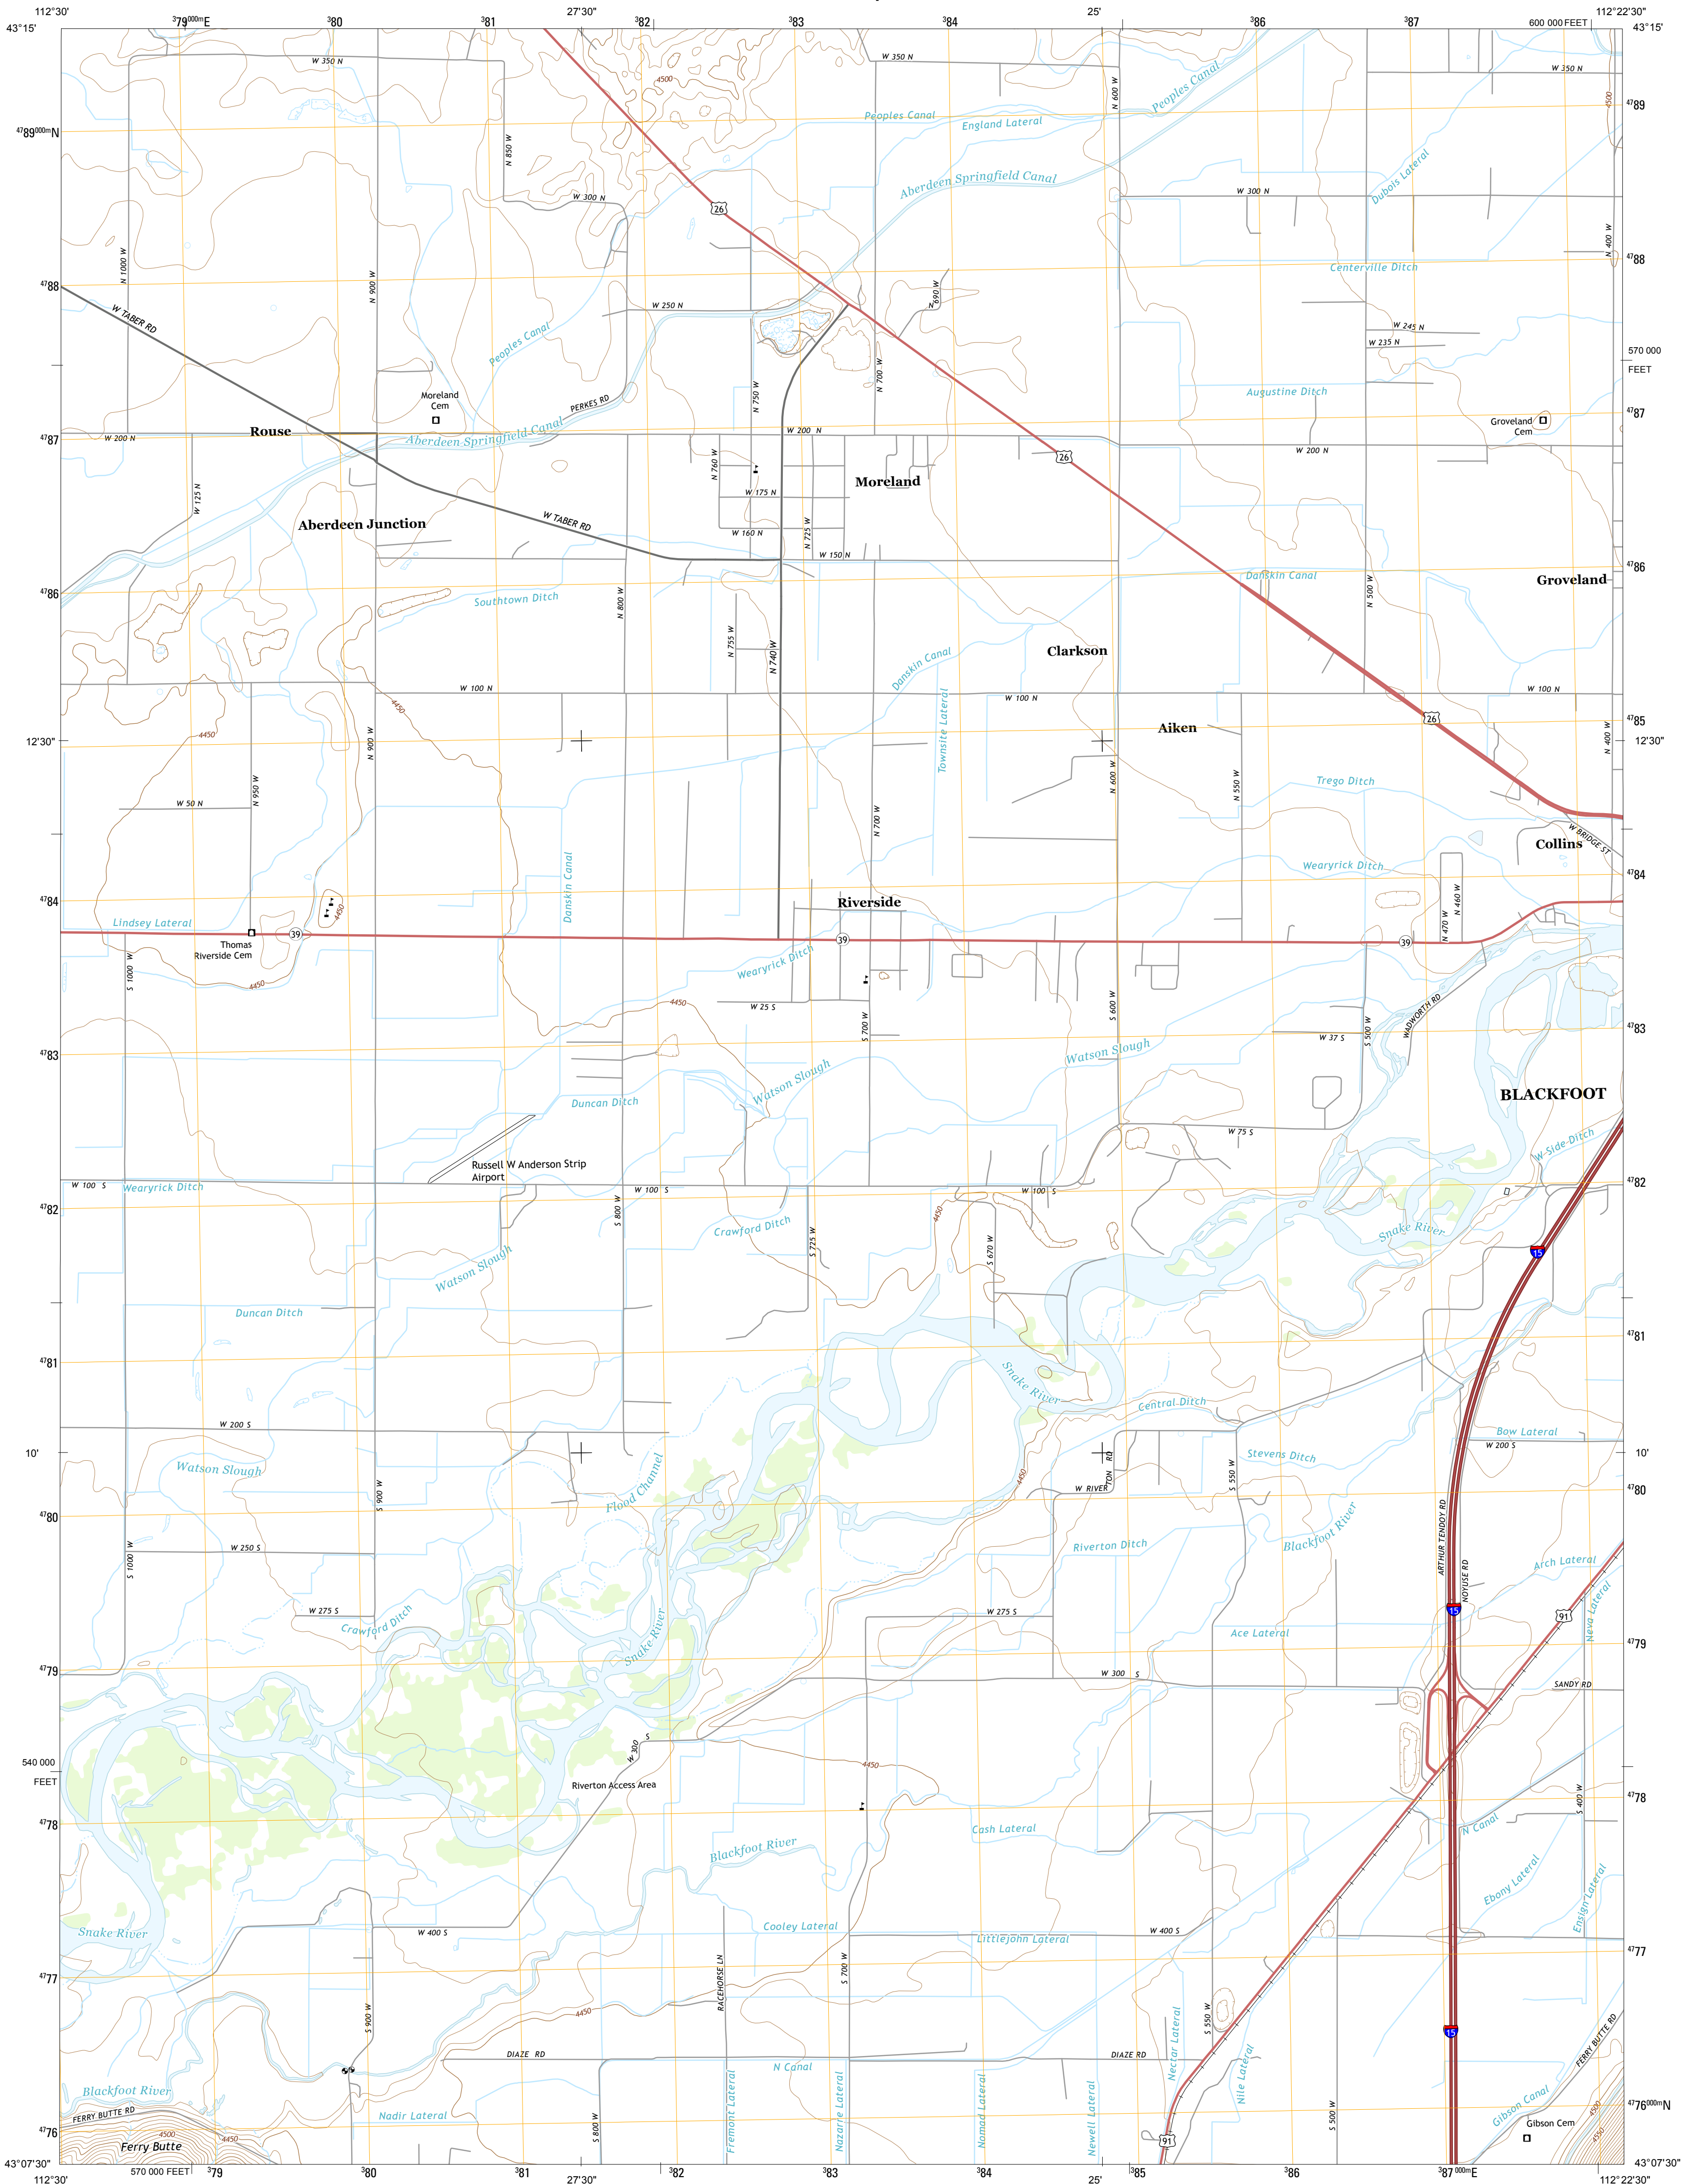 112°30'
³79⁰⁰⁰ᵐE
³80
³81
27'30"
³82
³83
³84
25'
³86
³87
600 000 FEET
112°22'30"
43°15'
43°15'
W 350 N
W 350 N
W 350 N
4500
4500
N 600 W
Peoples Canal
Peoples Canal
England Lateral
⁴⁷89⁰⁰⁰ᵐN
⁴⁷89
N 850 W
Aberdeen Springfield Canal
Dubois Lateral
W 300 N
W 300 N
26
N 1000 W
N 900 W
N 400 W
Centerville Ditch
⁴⁷88
⁴⁷88
W TABER RD
W 250 N
N 690 W
Peoples Canal
W 245 N
W 235 N
570 000
FEET
N 750 W
N 700 W
Augustine Ditch
Moreland
Cem
PERKES RD
Groveland
Cem
⁴⁷87
⁴⁷87
Rouse
W 200 N
Aberdeen Springfield Canal
W 200 N
W 200 N
26
N 760 W
Moreland
W 125 N
W 175 N
Aberdeen Junction
W TABER RD
W 160 N
N 725 W
W 150 N
⁴⁷86
⁴⁷86
Danskin Canal
Groveland
Southtown Ditch
N 800 W
N 500 W
N 755 W
N 740 W
Danskin Canal
Clarkson
W 100 N
W 100 N
W 100 N
4450
4450
Townsite Lateral
Aiken
26
⁴⁷85
12'30"
12'30"
N 900 W
N 600 W
N 550 W
N 400 W
Trego Ditch
N 950 W
W 50 N
N 700 W
W BRIDGE ST
Collins
Danskin Canal
Wearyrick Ditch
⁴⁷84
⁴⁷84
Riverside
4450
N 460 W
N 470 W
Lindsey Lateral
39
39
39
Thomas
Riverside Cem
Wearyrick Ditch
S 1000 W
4450
4450
W 25 S
S 600 W
WADWORTH RD
S 700 W
S 500 W
W 37 S
⁴⁷83
⁴⁷83
Watson Slough
Watson Slough
BLACKFOOT
Duncan Ditch
W 75 S
W Side Ditch
Russell W Anderson Strip
Airport
W 100 S
Wearyrick Ditch
W 100 S
W 100 S
⁴⁷82
⁴⁷82
S 800 W
4450
Crawford Ditch
S 725 W
S 670 W
Snake River
15
Watson Slough
Duncan Ditch
⁴⁷81
⁴⁷81
Snake River
Central Ditch
W 200 S
Bow Lateral
W 200 S
10'
10'
Watson Slough
Flood Channel
Stevens Ditch
4450
W RIVERTON RD
S 900 W
S 550 W
⁴⁷80
⁴⁷80
Blackfoot River
ARTHUR TENDOY RD
S 1000 W
W 250 S
Riverton Ditch
Arch Lateral
NOYUSE RD
Neva Lateral
W 275 S
W 275 S
15
91
Crawford Ditch
Snake River
Ace Lateral
⁴⁷79
⁴⁷79
W 300 S
SANDY RD
W 300 S
540 000
FEET
4450
Riverton Access Area
S 400 W
⁴⁷78
⁴⁷78
Cash Lateral
N Canal
Blackfoot River
Ebony Lateral
Ensign Lateral
Snake River
W 400 S
Cooley Lateral
Littlejohn Lateral
W 400 S
⁴⁷77
⁴⁷77
RACEHORSE LN
S 700 W
S 900 W
4450
Nectar Lateral
S 550 W
15
FERRY BUTTE RD
DIAZE RD
N Canal
DIAZE RD
Nile Lateral
Blackfoot River
Fremont Lateral
Nazarre Lateral
Nomad Lateral
Newell Lateral
Gibson Canal
4500
⁴⁷76⁰⁰⁰ᵐN
FERRY BUTTE RD
Nadir Lateral
S 800 W
S 500 W
Gibson Cem
⁴⁷76
4500
4450
91
4550
Ferry Butte
43°07'30"
43°07'30"
112°30'
570 000 FEET
³79
³80
³81
27'30"
³82
³83
³84
25'
³85
³86
³87⁰⁰⁰ᵐE
112°22'30"